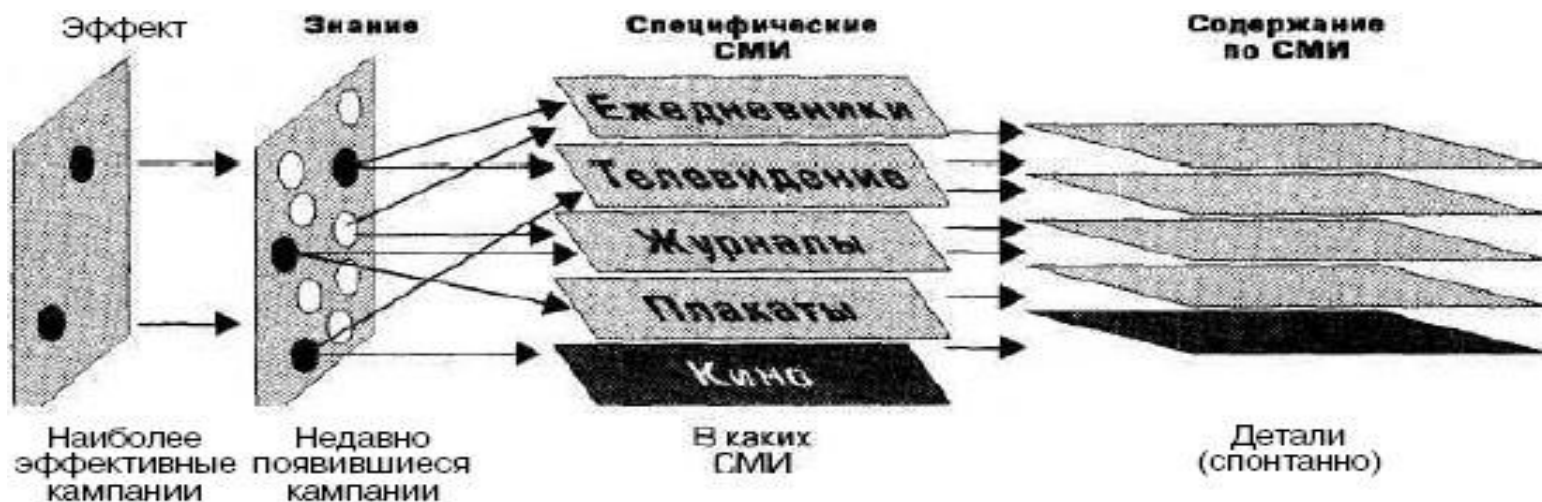 Эффект
Знание
Специфические
СМИ
Содержание
по СМИ
Ежедневники
Телевидение
Журналы
Плакаты
Кино
Наиболее
эффективные
кампании
Недавно
появившиеся
кампании
В каких
СМИ
Детали
(спонтанно)